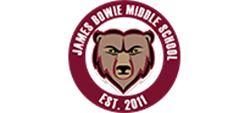 JAMES BOWIE MIDDLE SCHOOL
EST. 2011